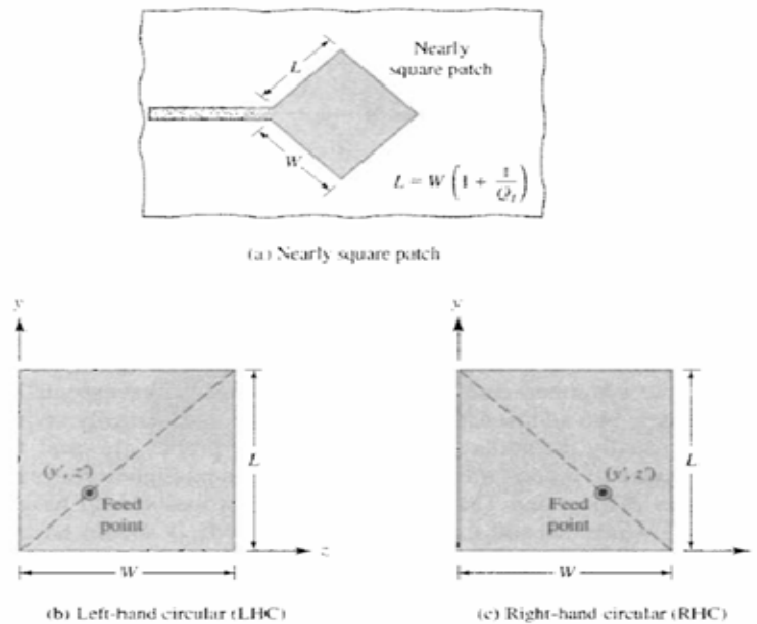 Nearly
square patch
L
W
L = W (1 + 1/Q_t)
(a) Nearly square patch
y
y
(y', z')
Feed
point
L
z
W
(y', z')
Feed
point
L
W
(b) Left-hand circular (LHC)
(c) Right-hand circular (RHC)